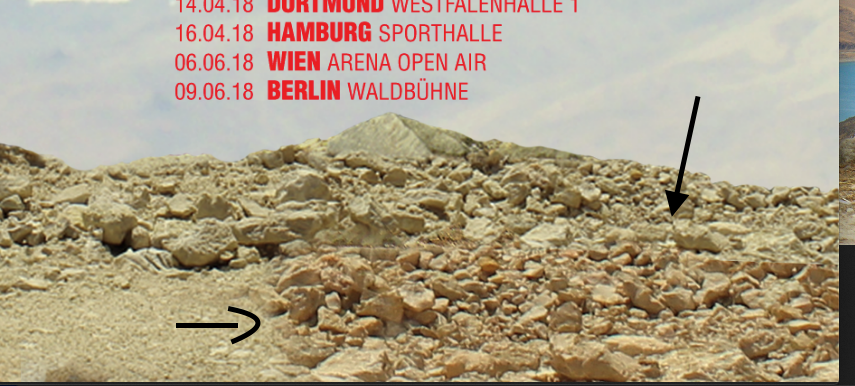 14.04.18 DORTMUND WESTFALENHALLE 1
16.04.18 HAMBURG SPORTHALLE
06.06.18 WIEN ARENA OPEN AIR
09.06.18 BERLIN WALDBÜHNE